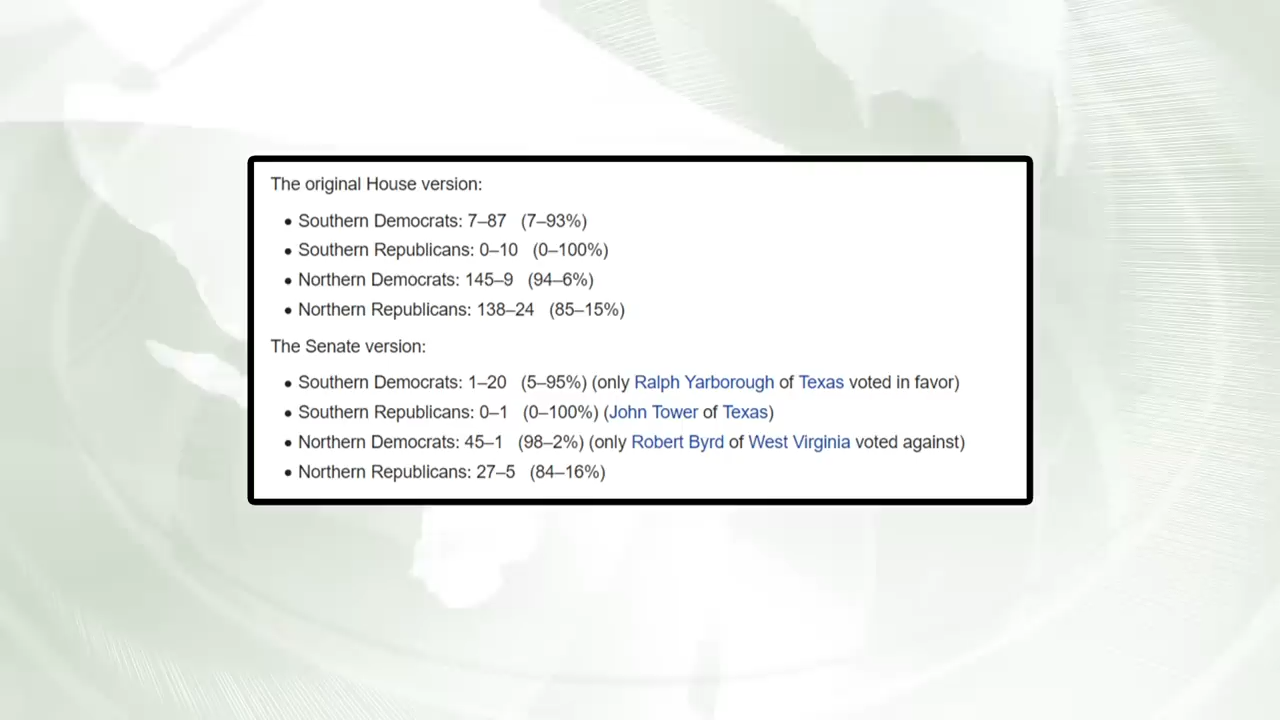 The original House version:
• Southern Democrats: 7–87 (7–93%)
• Southern Republicans: 0–10 (0–100%)
• Northern Democrats: 145–9 (94–6%)
• Northern Republicans: 138–24 (85–15%)
The Senate version:
• Southern Democrats: 1–20 (5–95%) (only Ralph Yarborough of Texas voted in favor)
• Southern Republicans: 0–1 (0–100%) (John Tower of Texas)
• Northern Democrats: 45–1 (98–2%) (only Robert Byrd of West Virginia voted against)
• Northern Republicans: 27–5 (84–16%)